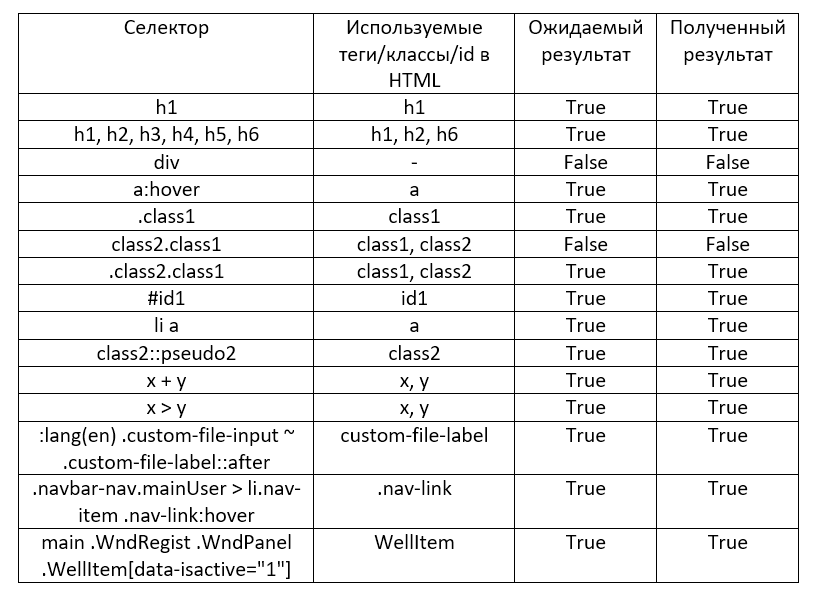 Селектор
Используемые
теги/классы/id в
HTML
Ожидаемый
результат
Полученный
результат
h1
h1
True
True
h1, h2, h3, h4, h5, h6
h1, h2, h6
True
True
div
-
False
False
a:hover
a
True
True
.class1
class1
True
True
class2.class1
class1, class2
False
False
.class2.class1
class1, class2
True
True
#id1
id1
True
True
li a
a
True
True
class2::pseudo2
class2
True
True
x + y
x, y
True
True
x > y
x, y
True
True
:lang(en) .custom-file-input ~
.custom-file-label::after
custom-file-label
True
True
.navbar-nav.mainUser > li.nav-
item .nav-link:hover
.nav-link
True
True
main .WndRegist .WndPanel
.WellItem[data-isactive="1"]
WellItem
True
True